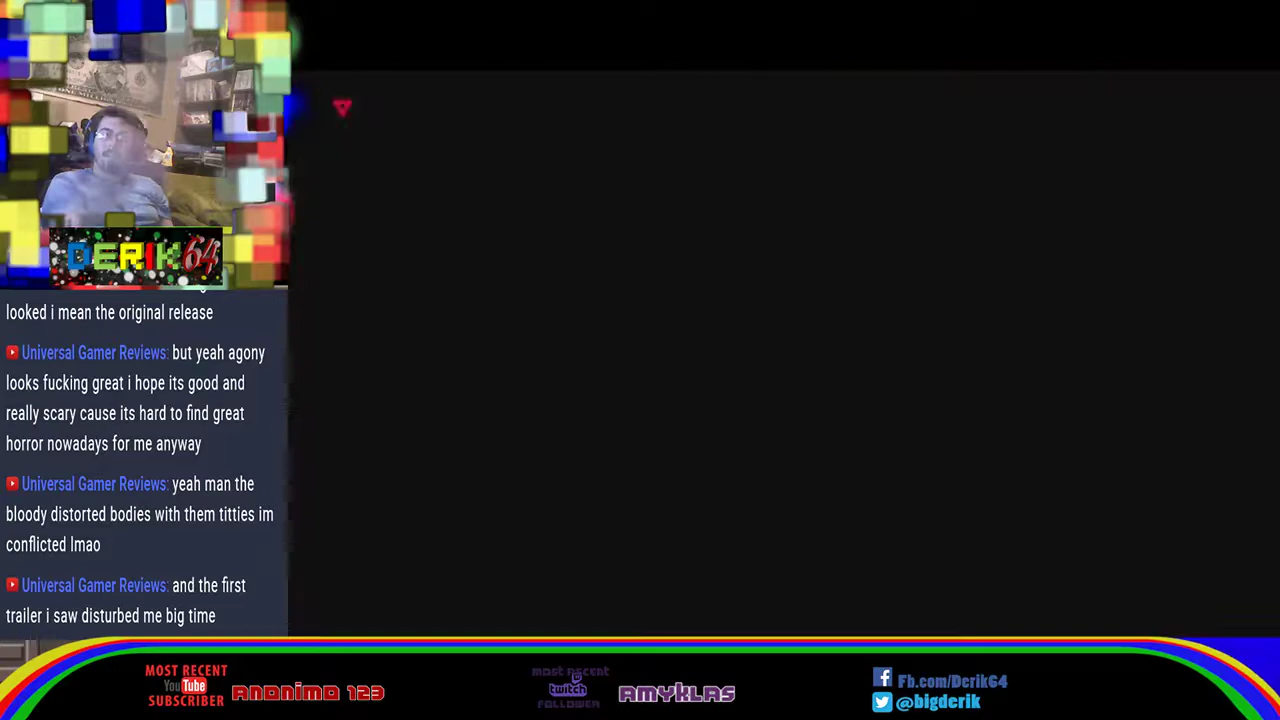 DERIK64
looked i mean the original release
Universal Gamer Reviews: but yeah agony
looks fucking great i hope its good and
really scary cause its hard to find great
horror nowadays for me anyway
Universal Gamer Reviews: yeah man the
bloody distorted bodies with them titties im
conflicted lmao
Universal Gamer Reviews: and the first
trailer i saw disturbed me big time
MOST RECENT
YouTube
SUBSCRIBER
ANONIMO 123
MOST RECENT
twitch
FOLLOWER
AMYKLAS
Fb.com/Derik64
@bigderik